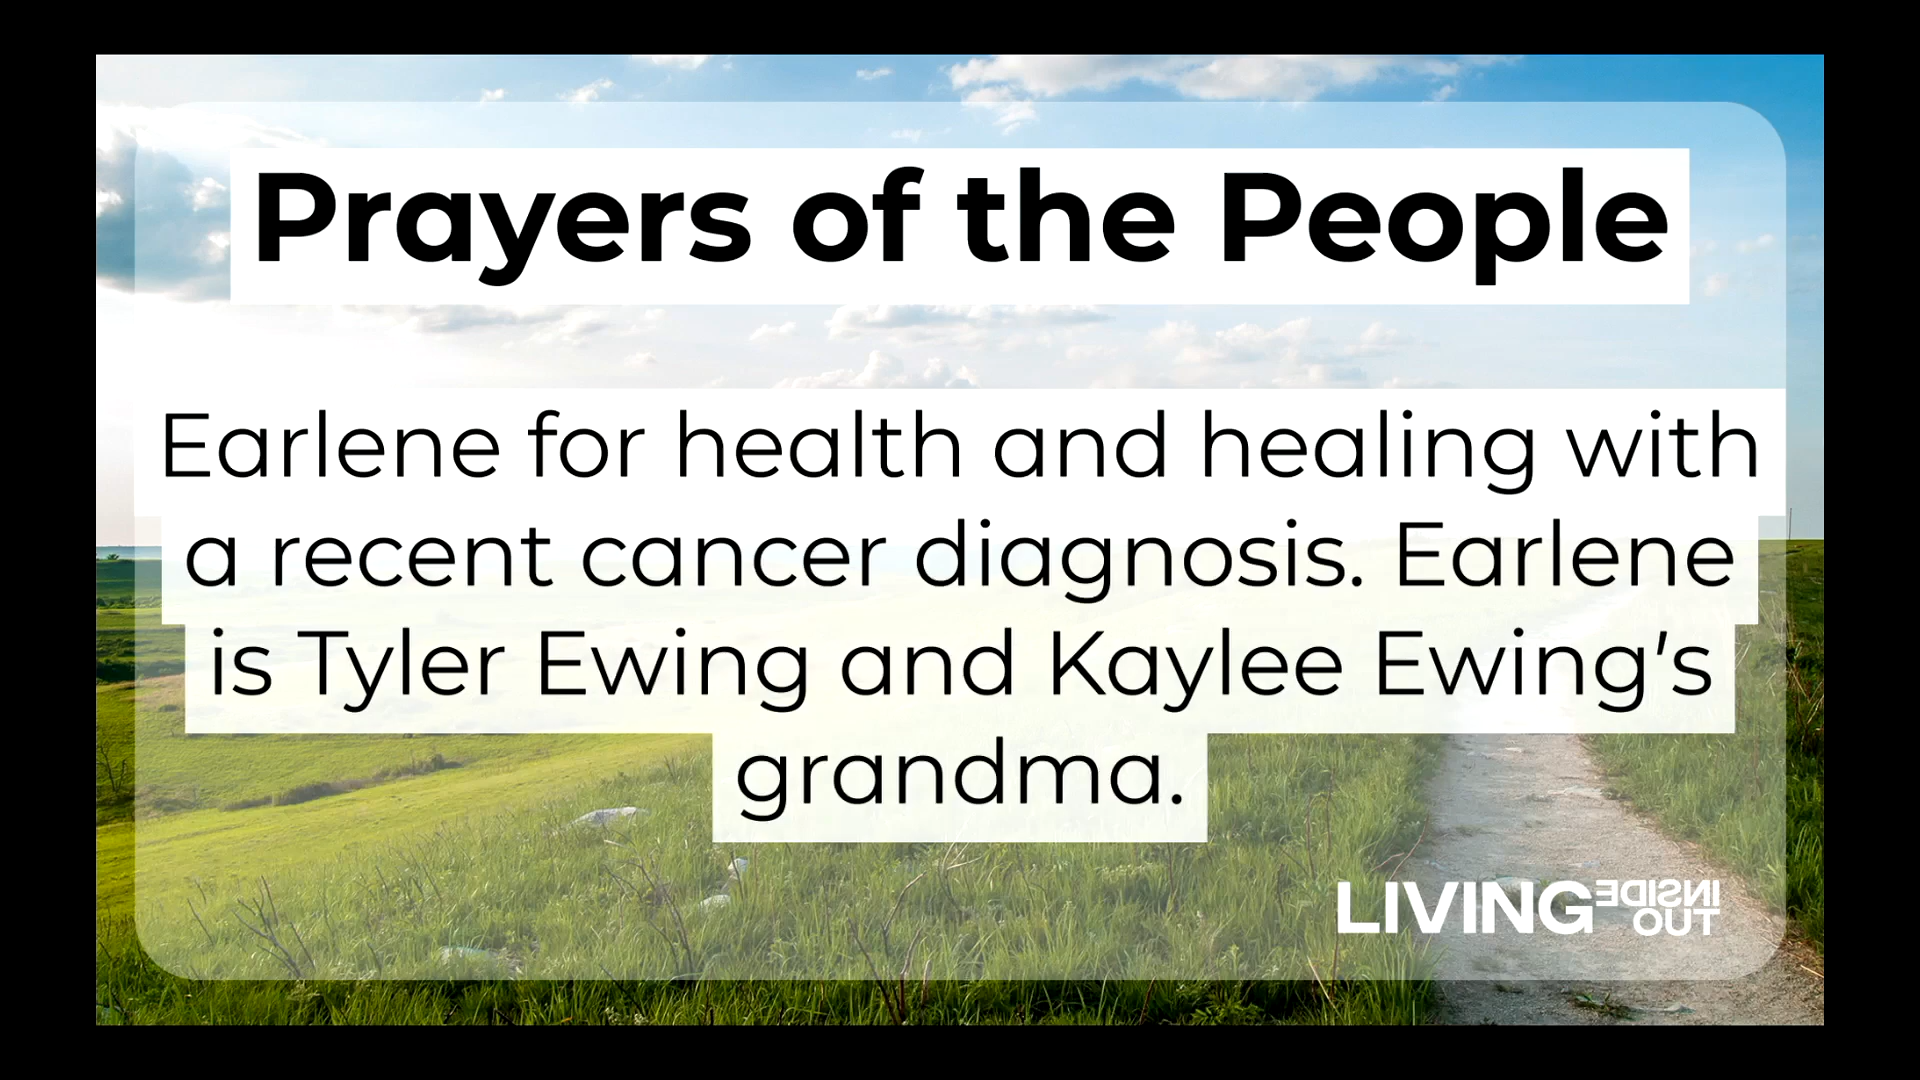 Prayers of the People
Earlene for health and healing with
a recent cancer diagnosis. Earlene
is Tyler Ewing and Kaylee Ewing’s
grandma.
LIVING INSIDE
OUT